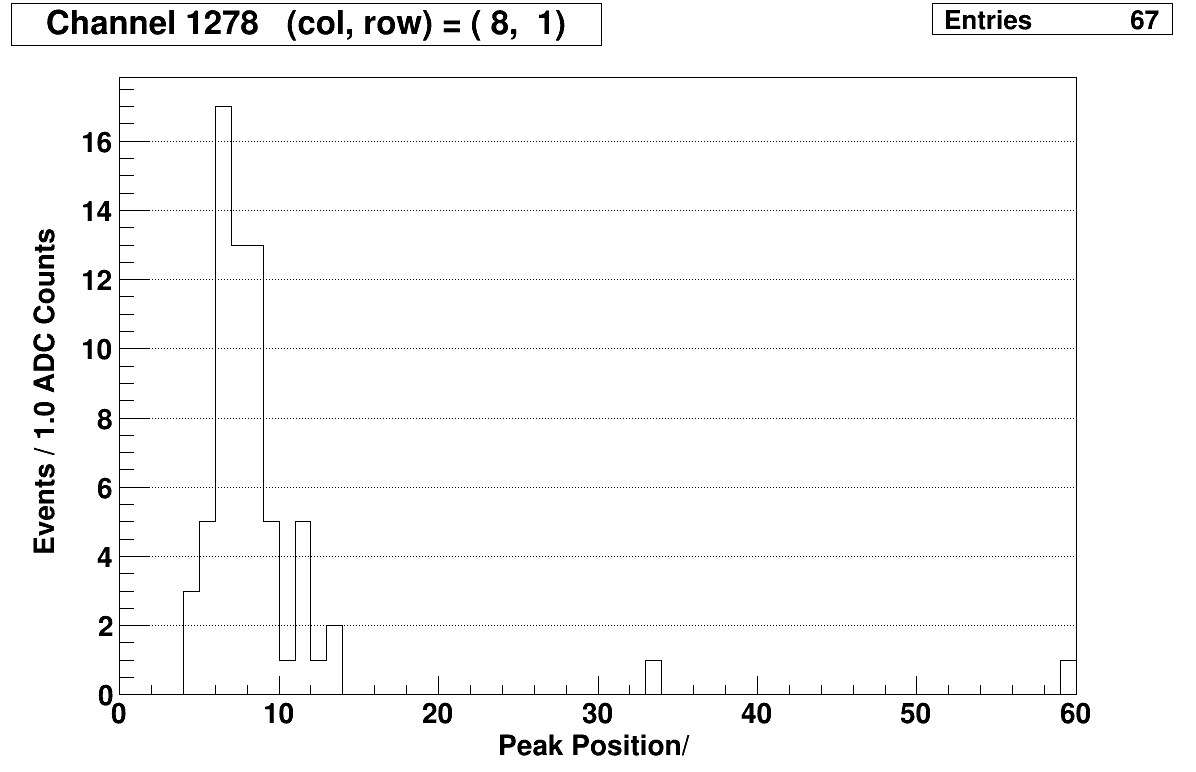 Channel 1278 (col, row) = ( 8, 1)
Entries 67
Events / 1.0 ADC Counts
16
14
12
10
8
6
4
2
0
0 10 20 30 40 50 60
Peak Position/